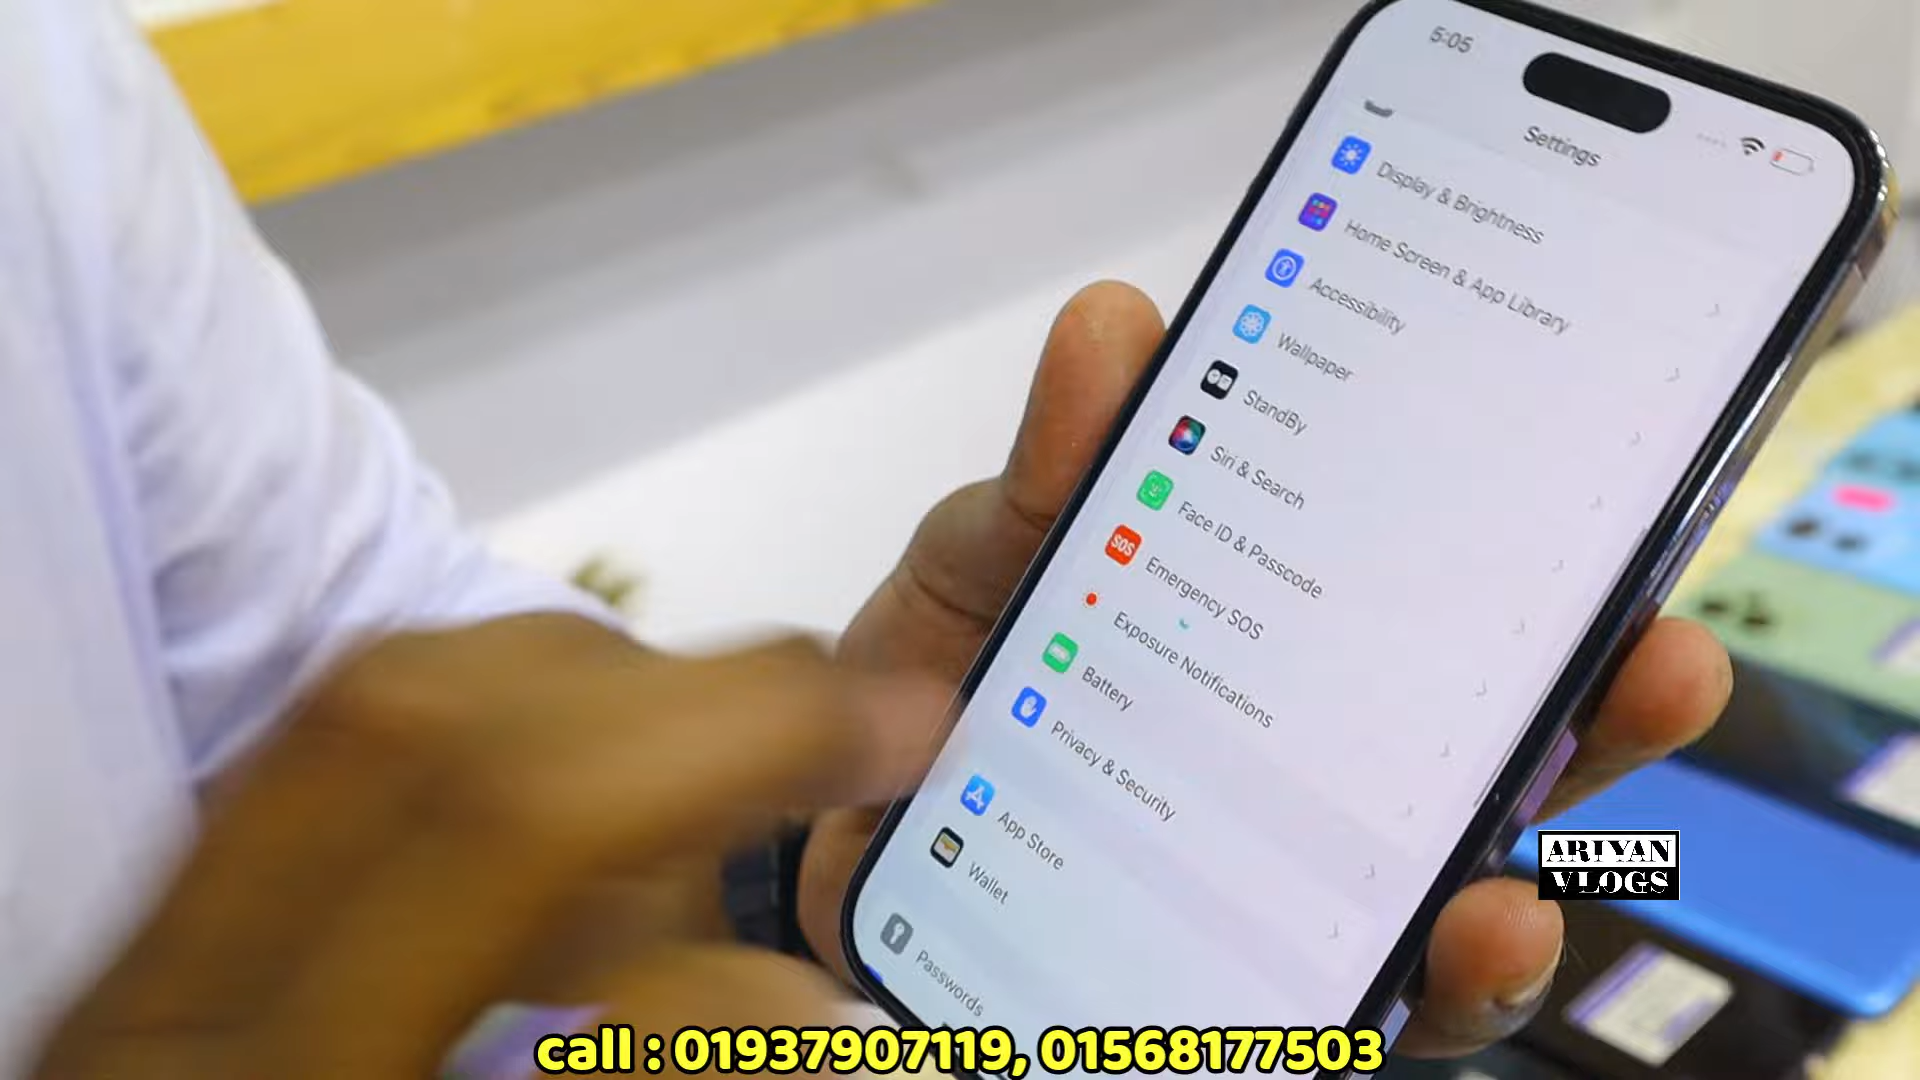 5:05
Settings
Display & Brightness
Home Screen & App Library
Accessibility
Wallpaper
StandBy
Siri & Search
Face ID & Passcode
SOS
Emergency SOS
Exposure Notifications
Battery
Privacy & Security
App Store
Wallet
Passwords
ARIYAN
VLOGS
call : 01937907119, 01568177503